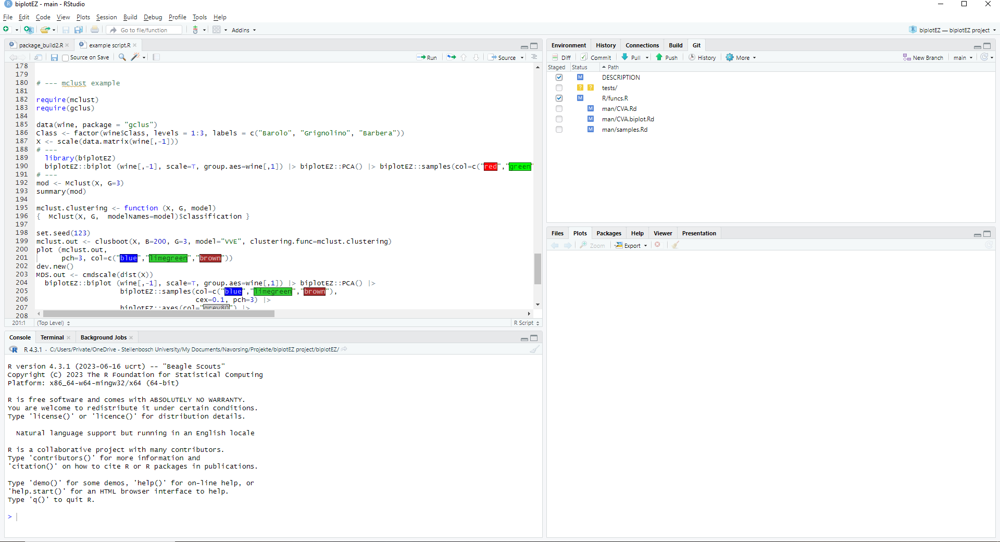 biplotEZ - main - RStudio
File Edit Code View Plots Session Build Debug Profile Tools Help
Go to file/function Addins biplotEZ — biplotEZ project
package_build2.R example script.R
Source on Save Run Source
178
179
180 # --- mclust example
181
182 require(mclust)
183 require(gclus)
184
185 data(wine, package = "gclus")
186 Class <- factor(wine$Class, levels = 1:3, labels = c("Barolo", "Grignolino", "Barbera"))
187 X <- scale(data.matrix(wine[,-1]))
188 # ---
189 library(biplotEZ)
190 biplotEZ::biplot (wine[,-1], scale=T, group.aes=wine[,1]) |> biplotEZ::PCA() |> biplotEZ::samples(col=c("red","green"
191 # ---
192 mod <- Mclust(X, G=3)
193 summary(mod)
194
195 mclust.clustering <- function (X, G, model)
196 { Mclust(X, G, modelNames=model)$classification }
197
198 set.seed(123)
199 mclust.out <- clusboot(X, B=200, G=3, model="VVE", clustering.func=mclust.clustering)
200 plot (mclust.out,
201 pch=3, col=c("blue","limegreen","brown"))
202 dev.new()
203 MDS.out <- cmdscale(dist(X))
204 biplotEZ::biplot (wine[,-1], scale=T, group.aes=wine[,1]) |> biplotEZ::PCA() |>
205 biplotEZ::samples(col=c("blue","limegreen","brown"),
206 cex=0.1, pch=3) |>
207 biplotEZ::axes(col="grey80") |>
208
201:1 (Top Level) R Script
Console Terminal Background Jobs
R 4.3.1 · C:/Users/Private/OneDrive - Stellenbosch University/My Documents/Navorsing/Projekte/biplotEZ project/biplotEZ/
R version 4.3.1 (2023-06-16 ucrt) -- "Beagle Scouts"
Copyright (C) 2023 The R Foundation for Statistical Computing
Platform: x86_64-w64-mingw32/x64 (64-bit)
R is free software and comes with ABSOLUTELY NO WARRANTY.
You are welcome to redistribute it under certain conditions.
Type 'license()' or 'licence()' for distribution details.
Natural language support but running in an English locale
R is a collaborative project with many contributors.
Type 'contributors()' for more information and
'citation()' on how to cite R or R packages in publications.
Type 'demo()' for some demos, 'help()' for on-line help, or
'help.start()' for an HTML browser interface to help.
Type 'q()' to quit R.
>
Environment History Connections Build Git
Diff Commit Pull Push History More New Branch main
Staged Status Path
M DESCRIPTION
? ? tests/
M R/funcs.R
M man/CVA.Rd
M man/CVA.biplot.Rd
M man/samples.Rd
Files Plots Packages Help Viewer Presentation
Zoom Export